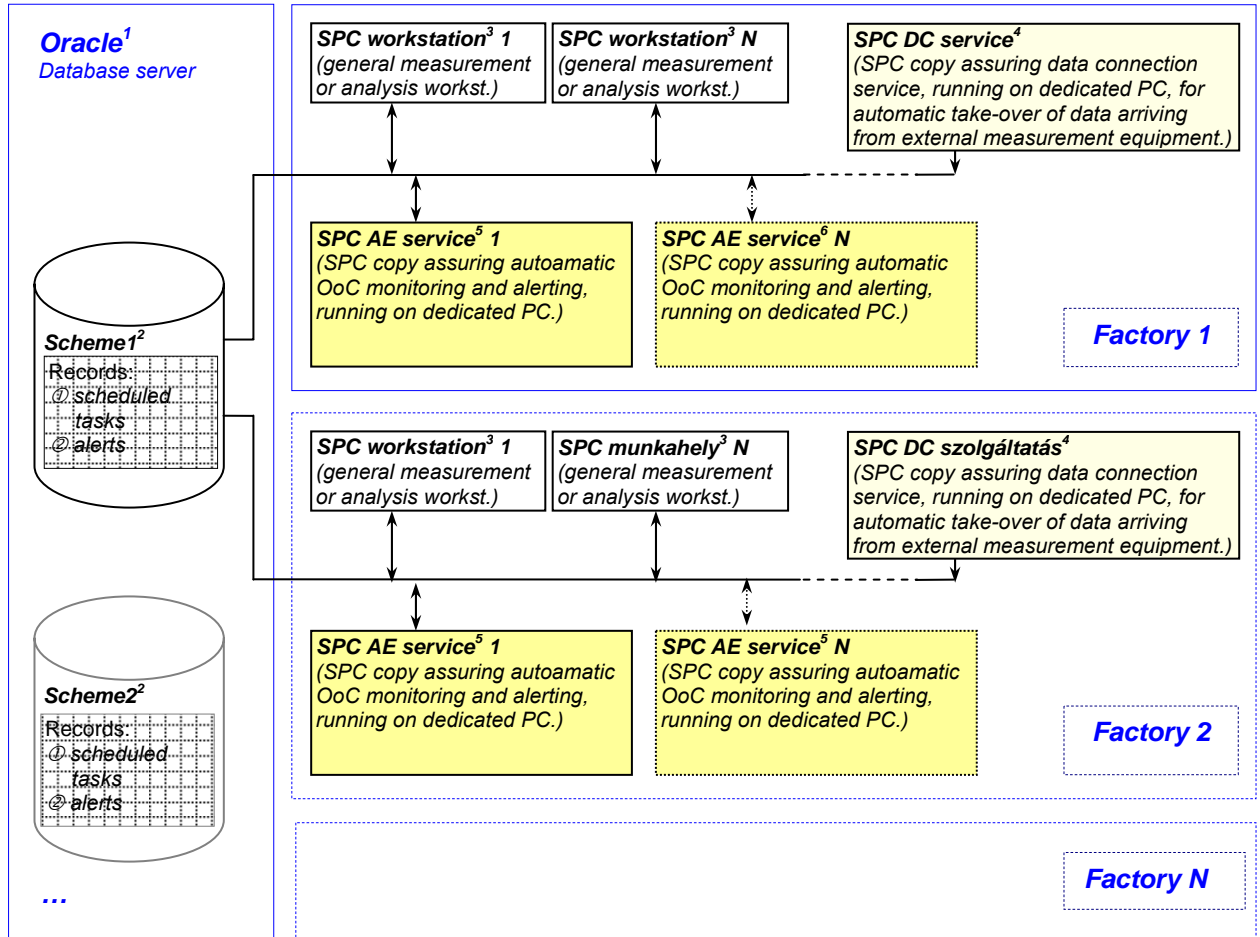 Oracle¹
Database server
Scheme1²
Records:
① scheduled
tasks
② alerts
Scheme2²
Records:
① scheduled
tasks
② alerts
...
SPC workstation³ 1
(general measurement
or analysis workst.)
SPC workstation³ N
(general measurement
or analysis workst.)
SPC DC service⁴
(SPC copy assuring data connection
service, running on dedicated PC, for
automatic take-over of data arriving
from external measurement equipment.)
SPC AE service⁵ 1
(SPC copy assuring autoamatic
OoC monitoring and alerting,
running on dedicated PC.)
SPC AE service⁶ N
(SPC copy assuring automatic
OoC monitoring and alerting,
running on dedicated PC.)
Factory 1
SPC workstation³ 1
(general measurement
or analysis workst.)
SPC munkahely³ N
(general measurement
or analysis workst.)
SPC DC szolgáltatás⁴
(SPC copy assuring data connection
service, running on dedicated PC, for
automatic take-over of data arriving
from external measurement equipment.)
SPC AE service⁵ 1
(SPC copy assuring autoamatic
OoC monitoring and alerting,
running on dedicated PC.)
SPC AE service⁵ N
(SPC copy assuring autoamatic
OoC monitoring and alerting,
running on dedicated PC.)
Factory 2
Factory N